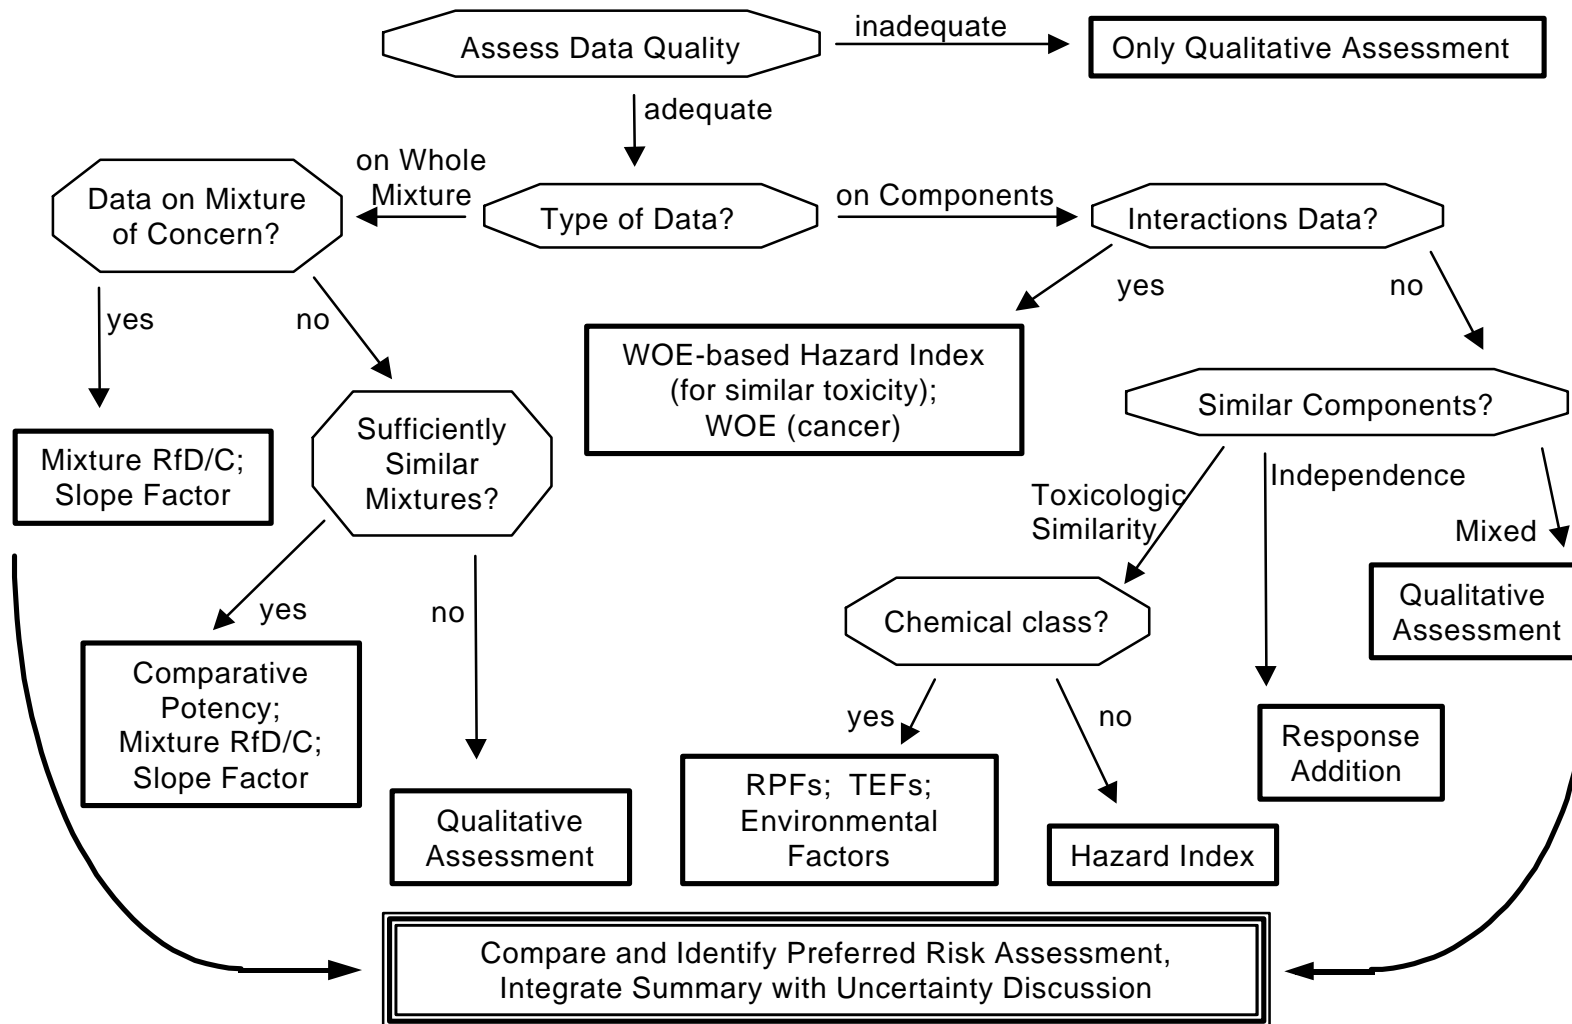 Assess Data Quality
inadequate
Only Qualitative Assessment
adequate
on Whole
Mixture
Data on Mixture
of Concern?
Type of Data?
on Components
Interactions Data?
yes
no
yes
no
WOE-based Hazard Index
(for similar toxicity);
WOE (cancer)
Similar Components?
Mixture RfD/C;
Slope Factor
Sufficiently
Similar
Mixtures?
Toxicologic
Similarity
Independence
Mixed
yes
no
Chemical class?
Qualitative
Assessment
Comparative
Potency;
Mixture RfD/C;
Slope Factor
yes
no
Response
Addition
Qualitative
Assessment
RPFs; TEFs;
Environmental
Factors
Hazard Index
Compare and Identify Preferred Risk Assessment,
Integrate Summary with Uncertainty Discussion